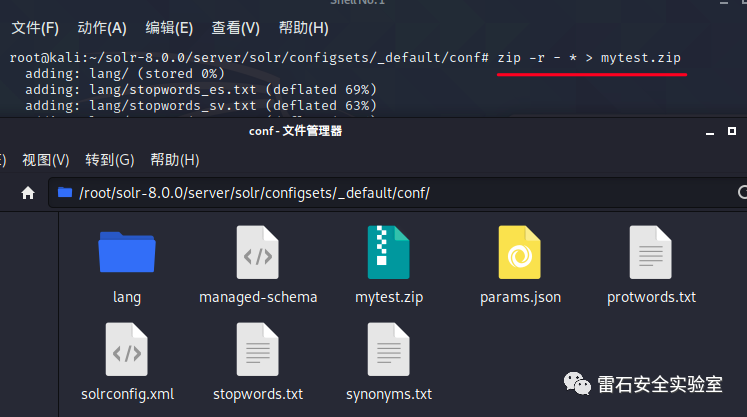 Shell No. 1
文件(F) 动作(A) 编辑(E) 查看(V) 帮助(H)
root@kali:~/solr-8.0.0/server/solr/configsets/_default/conf# zip -r - * > mytest.zip
adding: lang/ (stored 0%)
adding: lang/stopwords_es.txt (deflated 69%)
adding: lang/stopwords_sv.txt (deflated 63%)
conf - 文件管理器
视图(V) 转到(G) 帮助(H)
/root/solr-8.0.0/server/solr/configsets/_default/conf/
lang managed-schema mytest.zip params.json protwords.txt
solrconfig.xml stopwords.txt synonyms.txt
雷石安全实验室